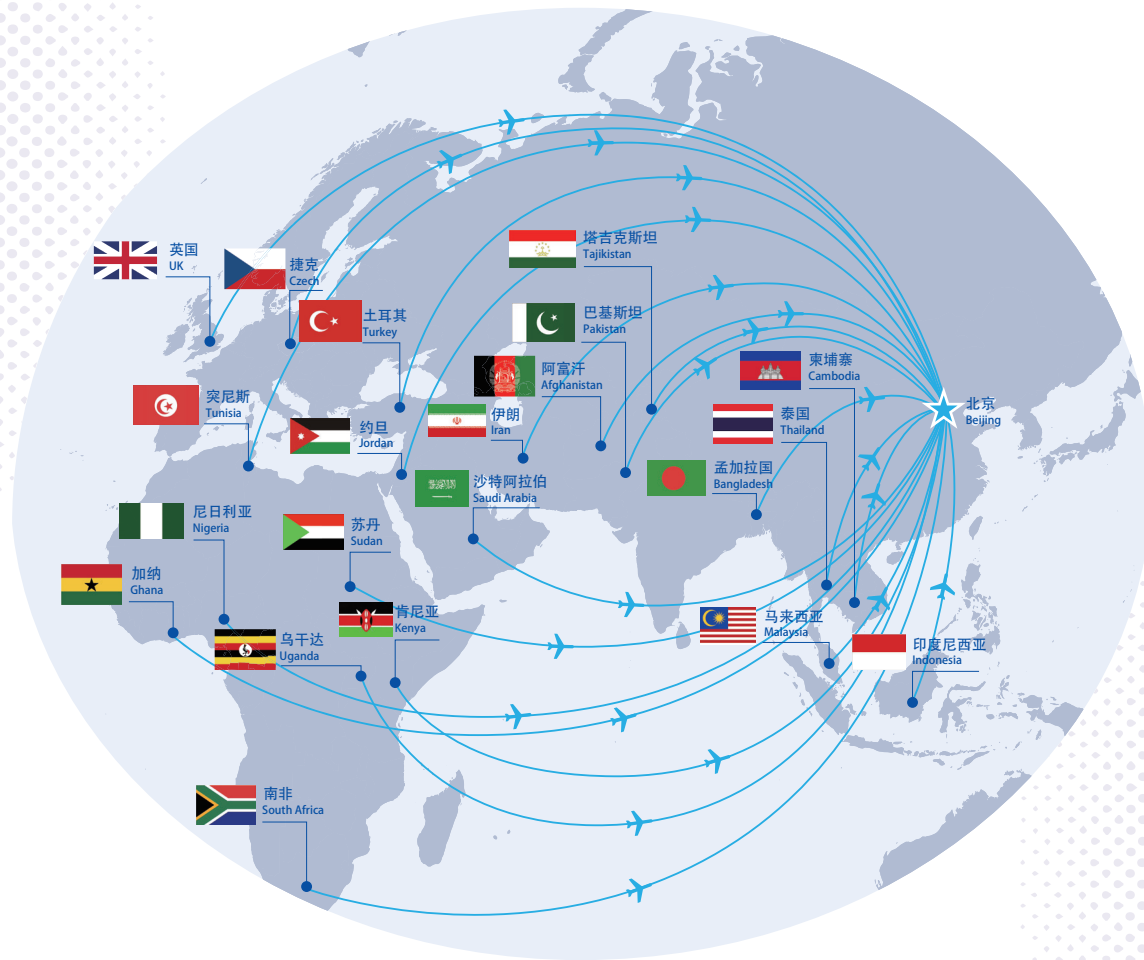 英国
UK
捷克
Czech
土耳其
Turkey
塔吉克斯坦
Tajikistan
巴基斯坦
Pakistan
阿富汗
Afghanistan
柬埔寨
Cambodia
突尼斯
Tunisia
约旦
Jordan
伊朗
Iran
泰国
Thailand
北京
Beijing
沙特阿拉伯
Saudi Arabia
孟加拉国
Bangladesh
尼日利亚
Nigeria
苏丹
Sudan
加纳
Ghana
肯尼亚
Kenya
乌干达
Uganda
马来西亚
Malaysia
印度尼西亚
Indonesia
南非
South Africa